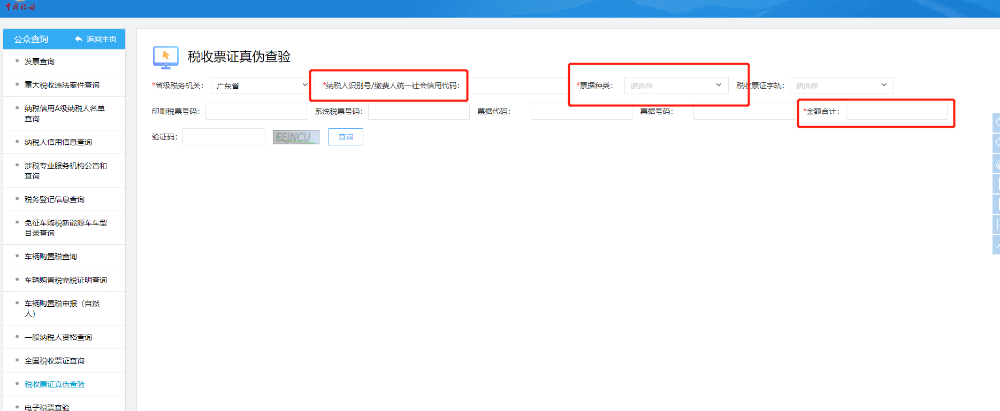 中国税务
公众查询
返回主页
发票查询
重大税收违法案件查询
纳税信用A级纳税人名单
查询
纳税人信用信息查询
涉税专业服务机构公告和
查询
税务登记信息查询
免征车购税新能源车车型
目录查询
车辆购置税查询
车辆购置税完税证明查询
车辆购置税申报（自然
人）
一般纳税人资格查询
全国税收票证查询
税收票证真伪查验
电子税票查验
税收票证真伪查验
*省级税务机关： 广东省 *纳税人识别号/缴费人统一社会信用代码： *票据种类： 请选择 税收票证字轨： 请选择
印刷税票号码： 系统税票号码： 票据代码： 票据号码： *金额合计：
验证码： EEJNCU 查询